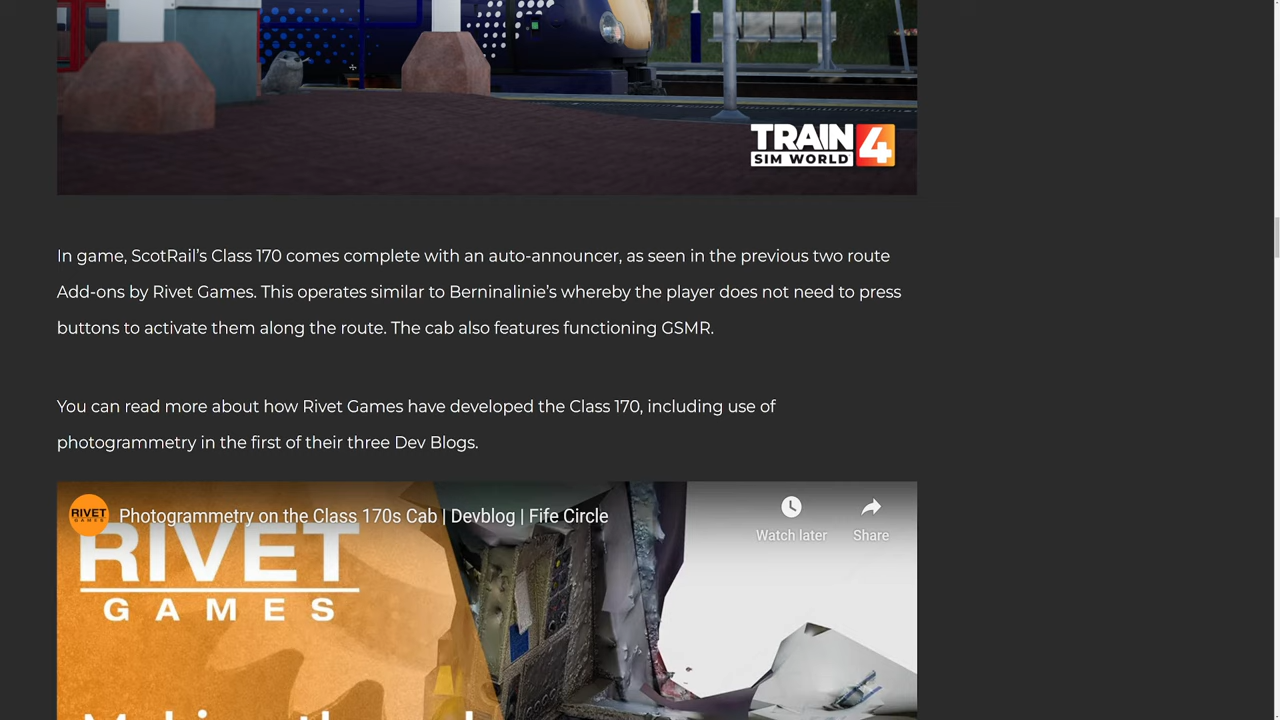 TRAIN
SIM WORLD 4
In game, ScotRail's Class 170 comes complete with an auto-announcer, as seen in the previous two route
Add-ons by Rivet Games. This operates similar to Berninalinie's whereby the player does not need to press
buttons to activate them along the route. The cab also features functioning GSMR.
You can read more about how Rivet Games have developed the Class 170, including use of
photogrammetry in the first of their three Dev Blogs.
RIVET
GAMES
Photogrammetry on the Class 170s Cab | Devblog | Fife Circle
Watch later
Share
RIVET
GAMES